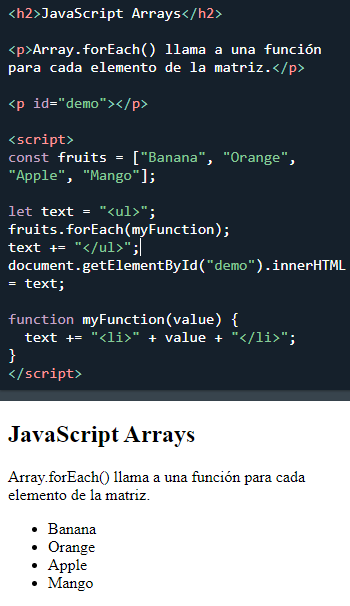 <h2>JavaScript Arrays</h2>
<p>Array.forEach() llama a una función
para cada elemento de la matriz.</p>
<p id="demo"></p>
<script>
const fruits = ["Banana", "Orange",
"Apple", "Mango"];
let text = "<ul>";
fruits.forEach(myFunction);
text += "</ul>";
document.getElementById("demo").innerHTML
= text;
function myFunction(value) {
  text += "<li>" + value + "</li>";
}
</script>
JavaScript Arrays
Array.forEach() llama a una función para cada
elemento de la matriz.
• Banana
• Orange
• Apple
• Mango